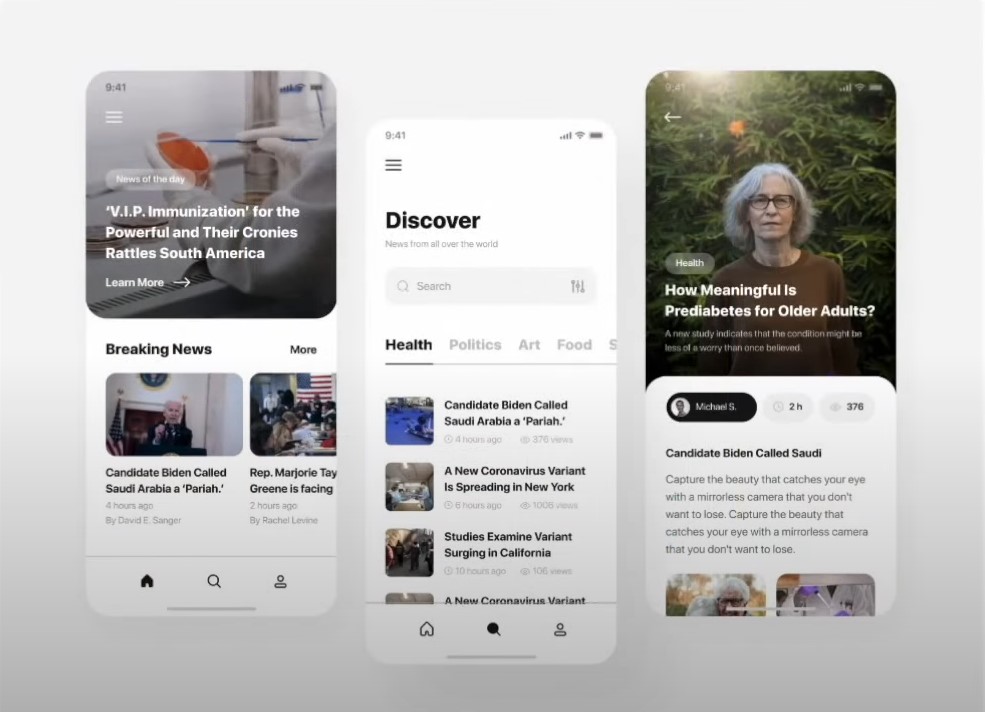 9:41
News of the day
‘V.I.P. Immunization’ for the
Powerful and Their Cronies
Rattles South America
Learn More
Breaking News
More
Candidate Biden Called
Saudi Arabia a ‘Pariah.’
4 hours ago
By David E. Sanger
Rep. Marjorie Tay
Greene is facing
2 hours ago
By Rachel Levine
9:41
Discover
News from all over the world
Search
Health Politics Art Food S
Candidate Biden Called
Saudi Arabia a ‘Pariah.’
4 hours ago 376 views
A New Coronavirus Variant
Is Spreading in New York
6 hours ago 1006 views
Studies Examine Variant
Surging in California
10 hours ago 106 views
A New Coronavirus Variant
9:41
Health
How Meaningful Is
Prediabetes for Older Adults?
A new study indicates that the condition might be
less of a worry than once believed.
Michael S. 2 h 376
Candidate Biden Called Saudi
Capture the beauty that catches your eye
with a mirrorless camera that you don't
want to lose. Capture the beauty that
catches your eye with a mirrorless camera
that you don't want to lose.